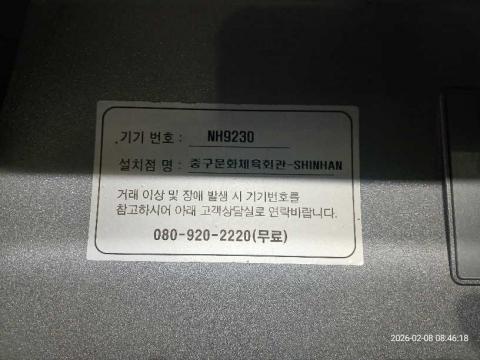 기기 번호 : NH9230
설치점 명 : 중구문화체육회관-SHINHAN
거래 이상 및 장애 발생 시 기기번호를
참고하시어 아래 고객상담실로 연락바랍니다.
080-920-2220(무료)
2026-02-08 08:46:18